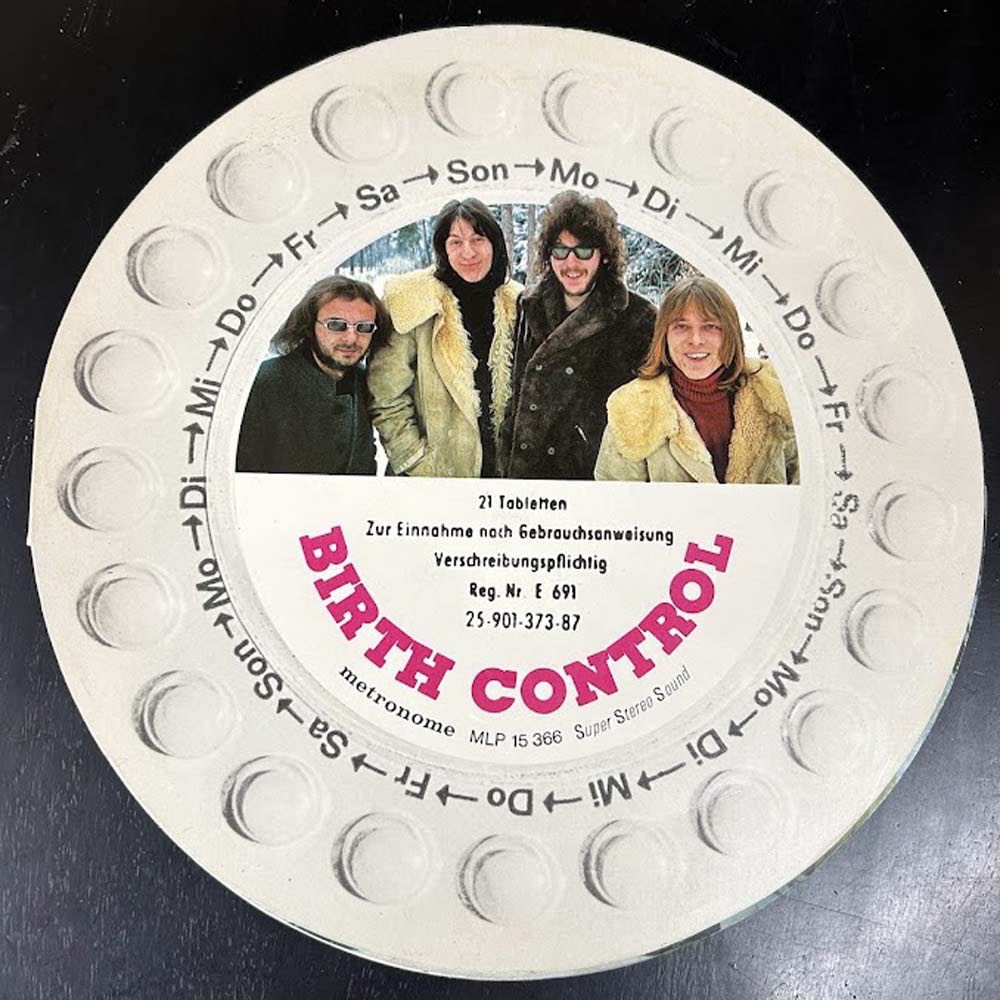 Son → Mo → Di → Mi → Do → Fr → Sa → Son → Mo → Di → Mi → Do → Fr → Sa → Son → Mo → Di → Mi → Do → Fr → Sa →
21 Tabletten
Zur Einnahme nach Gebrauchsanweisung
Verschreibungspflichtig
Reg. Nr. E 691
25-901-373-87
BIRTH CONTROL
metronome MLP 15 366 Super Stereo Sound